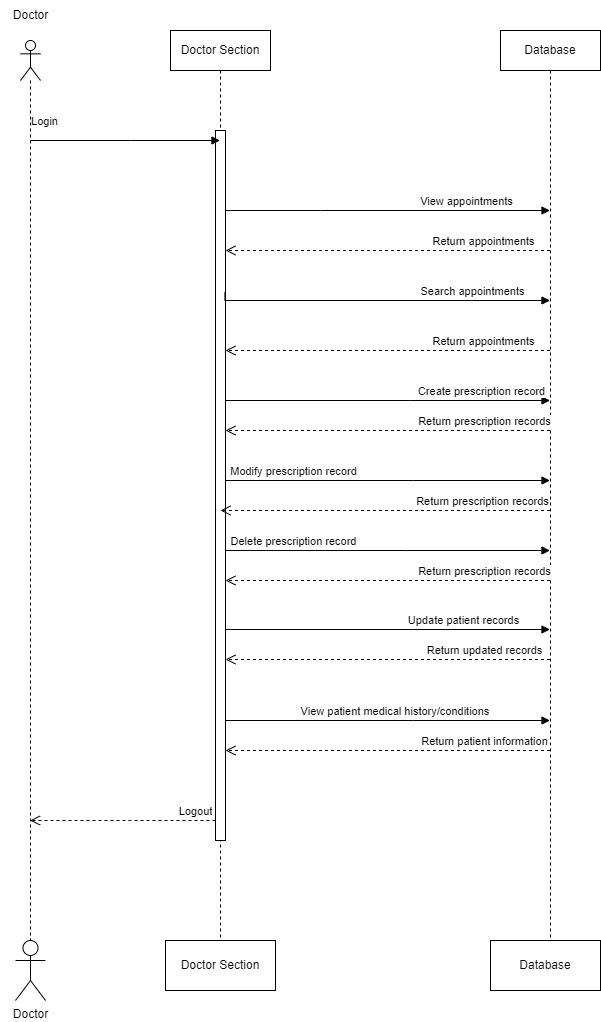 Doctor
Doctor Section
Database
Login
View appointments
Return appointments
Search appointments
Return appointments
Create prescription record
Return prescription records
Modify prescription record
Return prescription records
Delete prescription record
Return prescription records
Update patient records
Return updated records
View patient medical history/conditions
Return patient information
Logout
Doctor Section
Database
Doctor